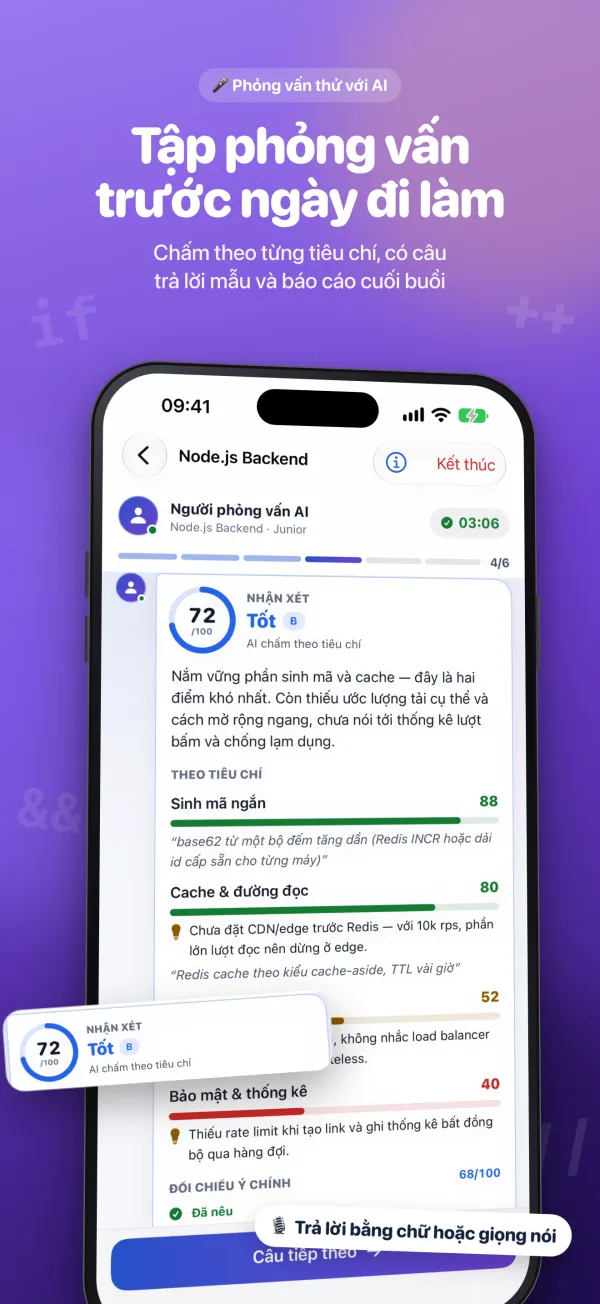 🎤 Phỏng vấn thử với AI
Tập phỏng vấn
trước ngày đi làm
Chấm theo từng tiêu chí, có câu
trả lời mẫu và báo cáo cuối buổi
if
++
09:41
Node.js Backend
Kết thúc
Người phỏng vấn AI
Node.js Backend · Junior
03:06
4/6
72
/100
NHẬN XÉT
Tốt B
AI chấm theo tiêu chí
Nắm vững phần sinh mã và cache — đây là hai
điểm khó nhất. Còn thiếu ước lượng tải cụ thể và
cách mở rộng ngang, chưa nói tới thống kê lượt
bấm và chống lạm dụng.
THEO TIÊU CHÍ
Sinh mã ngắn 88
&&
“base62 từ một bộ đếm tăng dần (Redis INCR hoặc dải
id cấp sẵn cho từng máy)”
Cache & đường đọc 80
Chưa đặt CDN/edge trước Redis — với 10k rps, phần
lớn lượt đọc nên dừng ở edge.
“Redis cache theo kiểu cache-aside, TTL vài giờ”
52
, không nhắc load balancer
teless.
72
/100
NHẬN XÉT
Tốt B
AI chấm theo tiêu chí
Bảo mật & thống kê 40
Thiếu rate limit khi tạo link và ghi thống kê bất đồng
bộ qua hàng đợi.
//
ĐỐI CHIẾU Ý CHÍNH 68/100
Đã nêu
🎙️ Trả lời bằng chữ hoặc giọng nói
Câu tiếp theo →